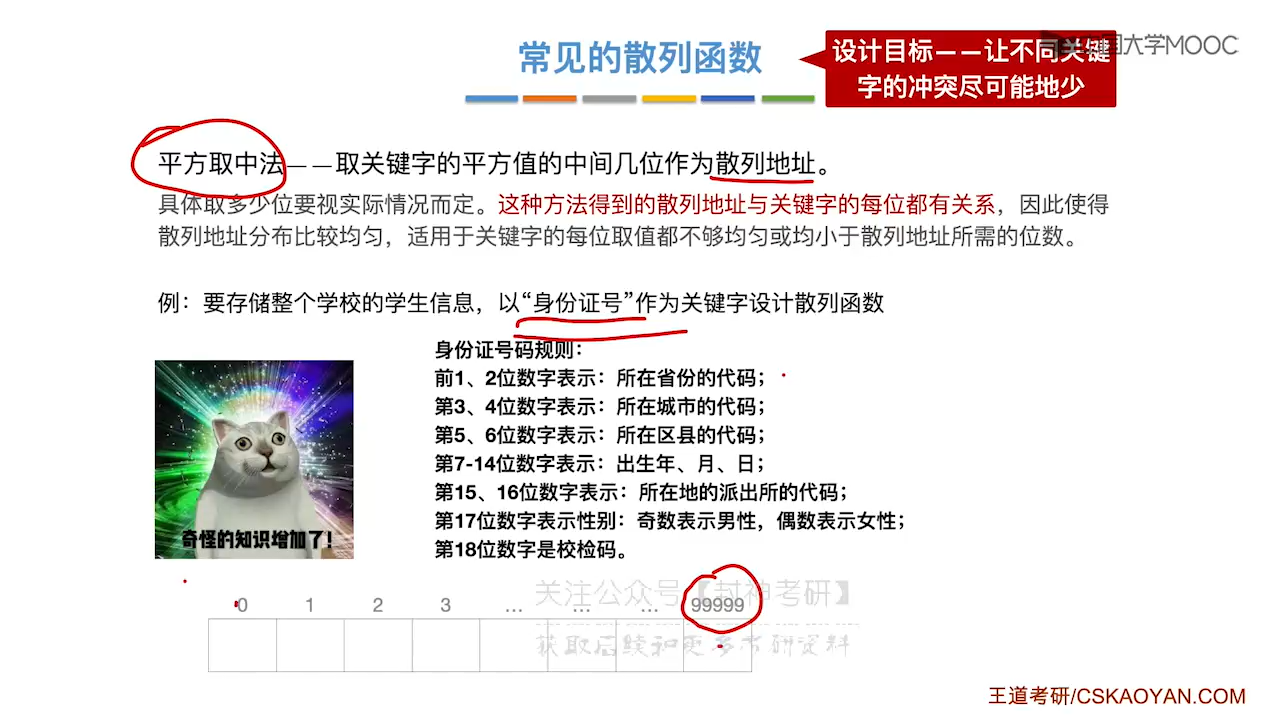 常见的散列函数
设计目标——让不同关键
字的冲突尽可能地少
中国大学MOOC
平方取中法——取关键字的平方值的中间几位作为散列地址。
具体取多少位要视实际情况而定。这种方法得到的散列地址与关键字的每位都有关系，因此使得
散列地址分布比较均匀，适用于关键字的每位取值都不够均匀或均小于散列地址所需的位数。
例：要存储整个学校的学生信息，以“身份证号”作为关键字设计散列函数
身份证号码规则：
前1、2位数字表示：所在省份的代码；
第3、4位数字表示：所在城市的代码；
第5、6位数字表示：所在区县的代码；
第7-14位数字表示：出生年、月、日；
第15、16位数字表示：所在地的派出所的代码；
第17位数字表示性别：奇数表示男性，偶数表示女性；
第18位数字是校检码。
奇怪的知识增加了！
关注公众号【封神考研】
0 1 2 3 … … … 99999
获取后续和更多考研资料
王道考研/CSKAOYAN.COM